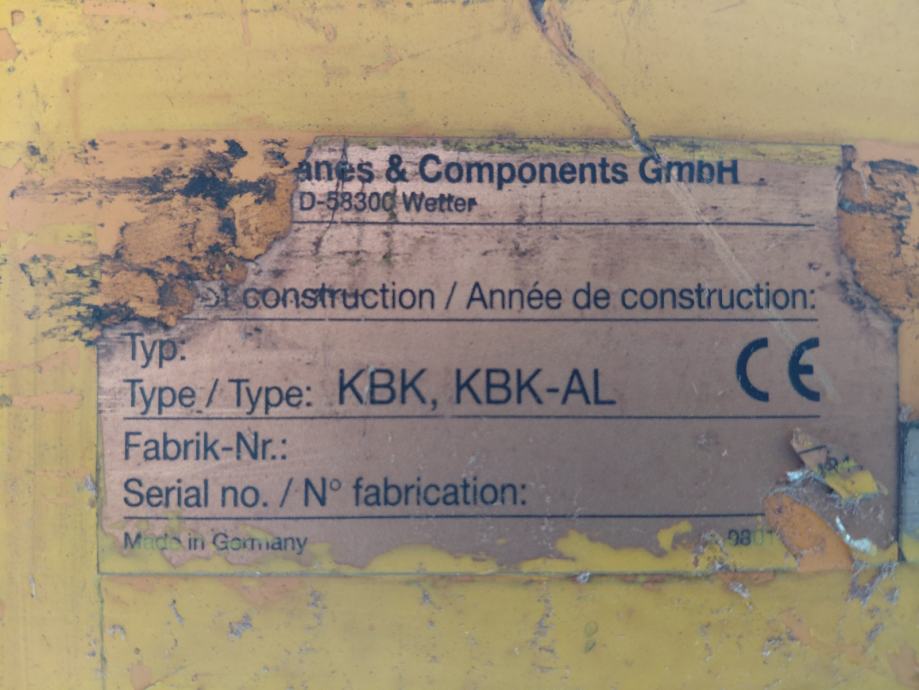 anes & Components GmbH
D-58300 Wetter
construction / Année de construction:
Typ:
Type / Type: KBK, KBK-AL
CE
Fabrik-Nr.:
Serial no. / N° fabrication:
Made in Germany